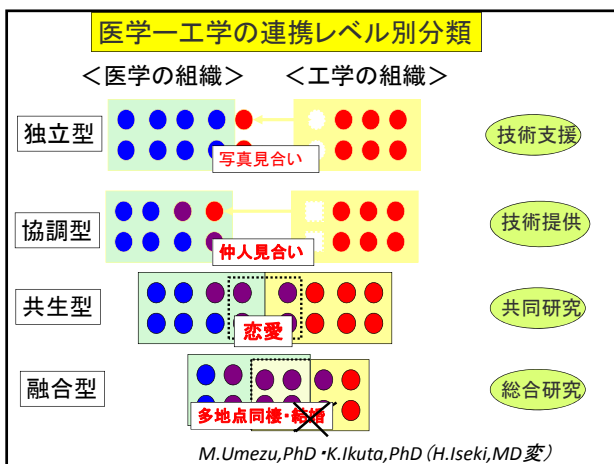 医学ー工学の連携レベル別分類
＜医学の組織＞ ＜工学の組織＞
独立型
写真見合い
技術支援
協調型
仲人見合い
技術提供
共生型
恋愛
共同研究
融合型
多地点同棲・結婚
総合研究
M.Umezu,PhD・K.Ikuta,PhD（H.Iseki,MD変）